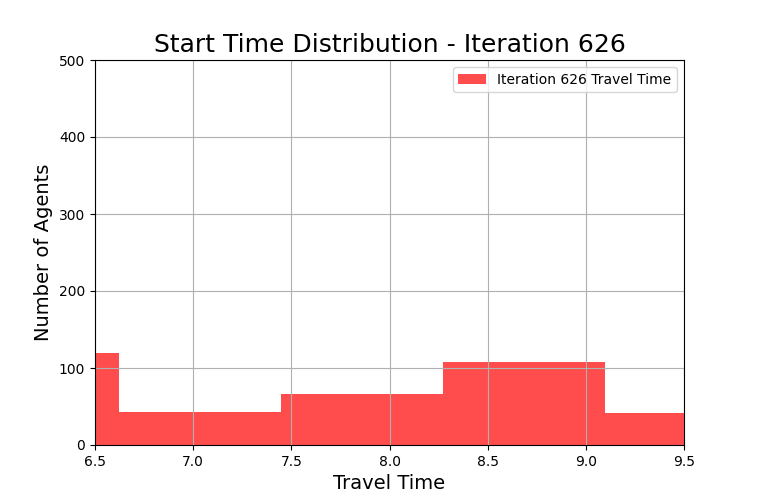 Start Time Distribution - Iteration 626
Iteration 626 Travel Time
Number of Agents
500
400
300
200
100
0
6.5 7.0 7.5 8.0 8.5 9.0 9.5
Travel Time